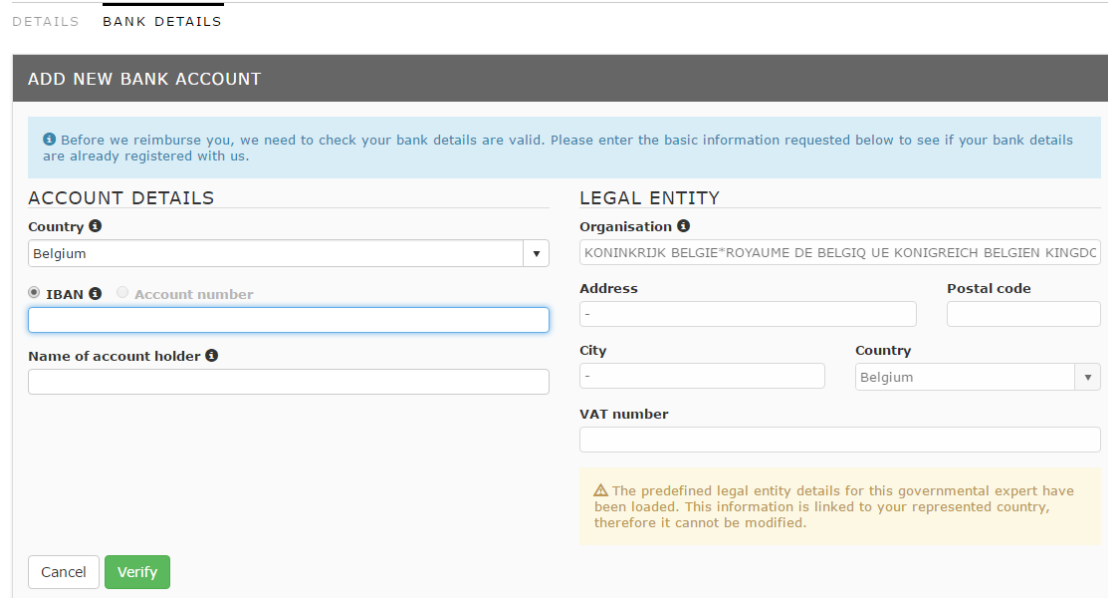 DETAILS BANK DETAILS
ADD NEW BANK ACCOUNT
Before we reimburse you, we need to check your bank details are valid. Please enter the basic information requested below to see if your bank details
are already registered with us.
ACCOUNT DETAILS
Country
Belgium
IBAN Account number
Name of account holder
LEGAL ENTITY
Organisation
KONINKRIJK BELGIE*ROYAUME DE BELGIQ UE KONIGREICH BELGIEN KINGDO
Address Postal code
-
City Country
- Belgium
VAT number
The predefined legal entity details for this governmental expert have
been loaded. This information is linked to your represented country,
therefore it cannot be modified.
Cancel Verify